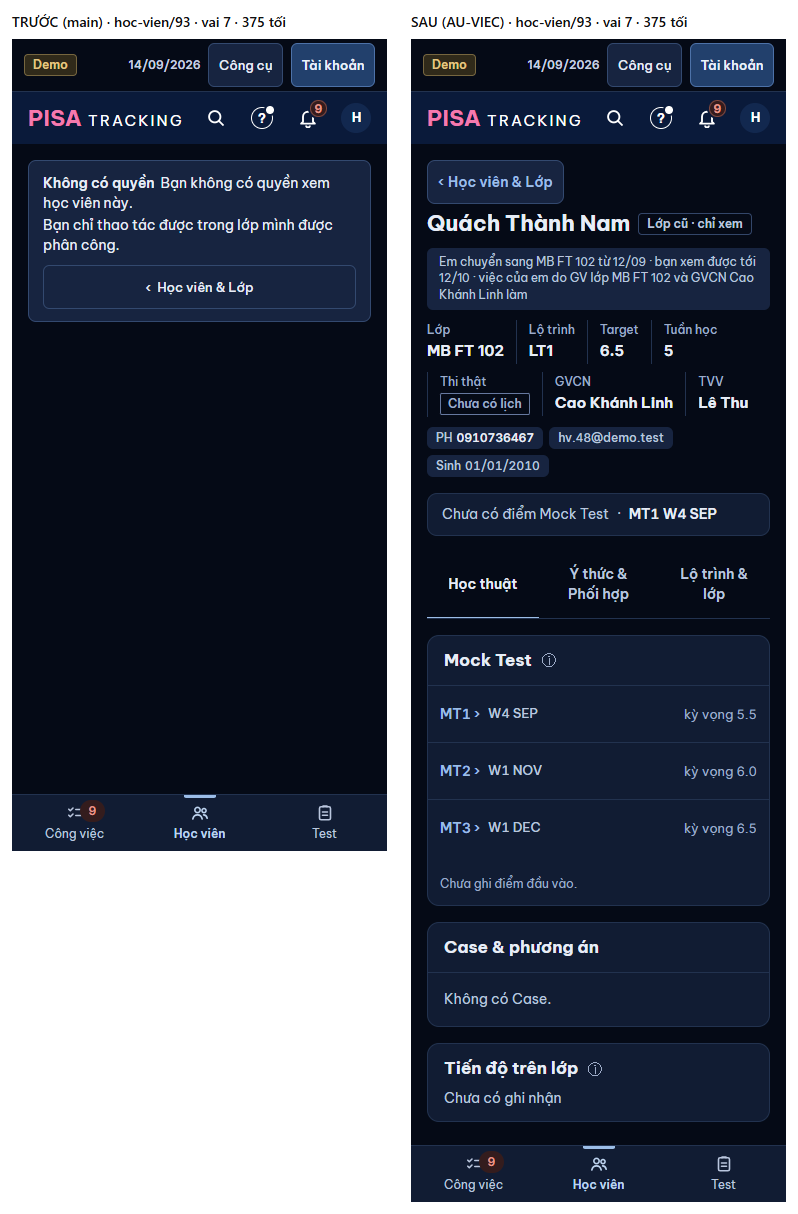 TRƯỚC (main) · hoc-vien/93 · vai 7 · 375 tối
Demo
14/09/2026
Công cụ
Tài khoản
PISA TRACKING
?
9
H
Không có quyền Bạn không có quyền xem
học viên này.
Bạn chỉ thao tác được trong lớp mình được
phân công.
‹ Học viên & Lớp
9
Công việc
Học viên
Test
SAU (AU-VIEC) · hoc-vien/93 · vai 7 · 375 tối
Demo
14/09/2026
Công cụ
Tài khoản
PISA TRACKING
?
9
H
‹ Học viên & Lớp
Quách Thành Nam
Lớp cũ · chỉ xem
Em chuyển sang MB FT 102 từ 12/09 · bạn xem được tới
12/10 · việc của em do GV lớp MB FT 102 và GVCN Cao
Khánh Linh làm
Lớp
Lộ trình
Target
Tuần học
MB FT 102
LT1
6.5
5
Thi thật
GVCN
TVV
Chưa có lịch
Cao Khánh Linh
Lê Thu
PH 0910736467
hv.48@demo.test
Sinh 01/01/2010
Chưa có điểm Mock Test · MT1 W4 SEP
Học thuật
Ý thức &
Phối hợp
Lộ trình &
lớp
Mock Test ⓘ
MT1 › W4 SEP
kỳ vọng 5.5
MT2 › W1 NOV
kỳ vọng 6.0
MT3 › W1 DEC
kỳ vọng 6.5
Chưa ghi điểm đầu vào.
Case & phương án
Không có Case.
Tiến độ trên lớp ⓘ
Chưa có ghi nhận
9
Công việc
Học viên
Test